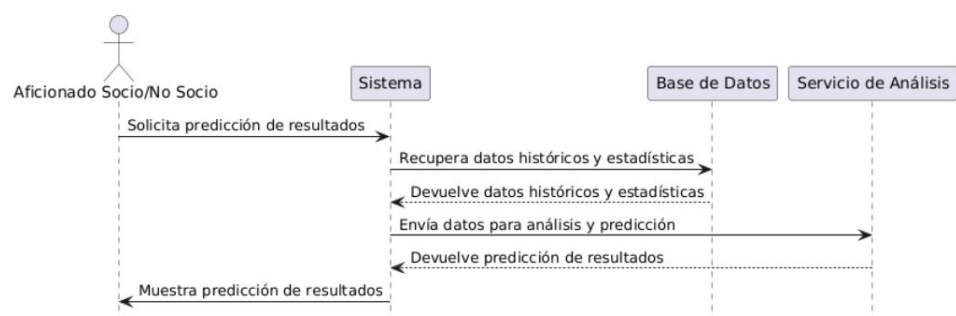 Aficionado Socio/No Socio
Sistema
Base de Datos
Servicio de Análisis
Solicita predicción de resultados
Recupera datos históricos y estadísticas
Devuelve datos históricos y estadísticas
Envía datos para análisis y predicción
Devuelve predicción de resultados
Muestra predicción de resultados